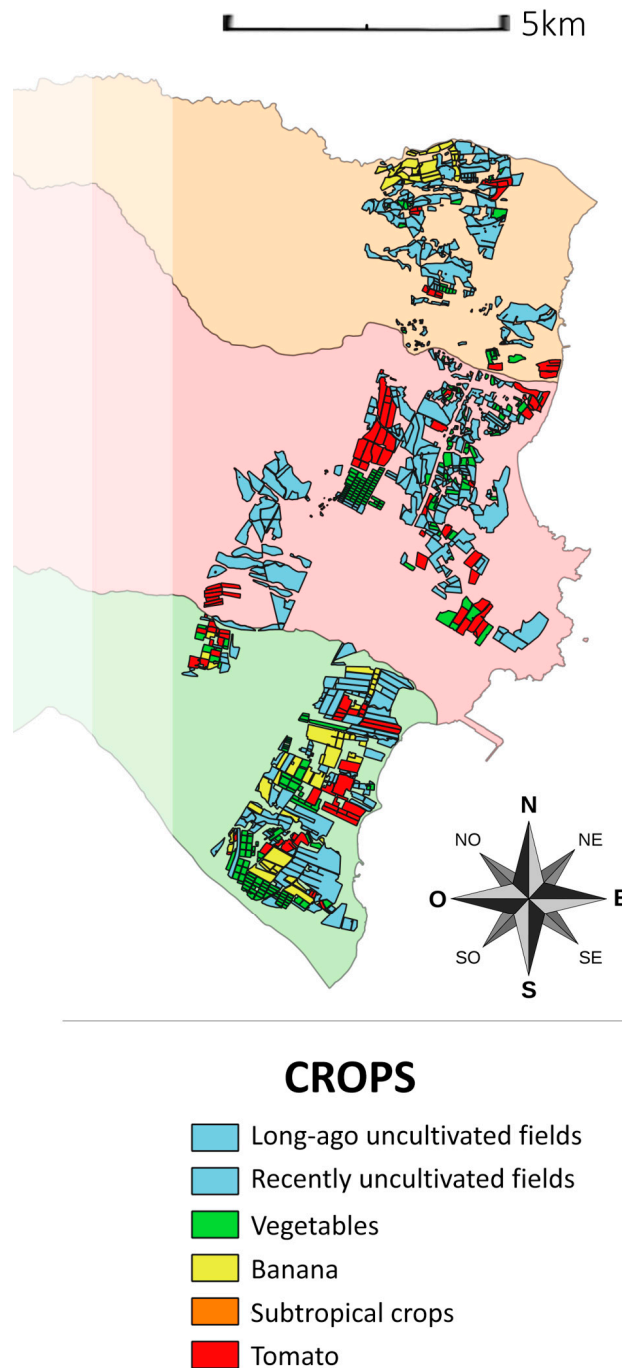 5km
N
NO
NE
O
E
SO
SE
S
CROPS
Long-ago uncultivated fields
Recently uncultivated fields
Vegetables
Banana
Subtropical crops
Tomato